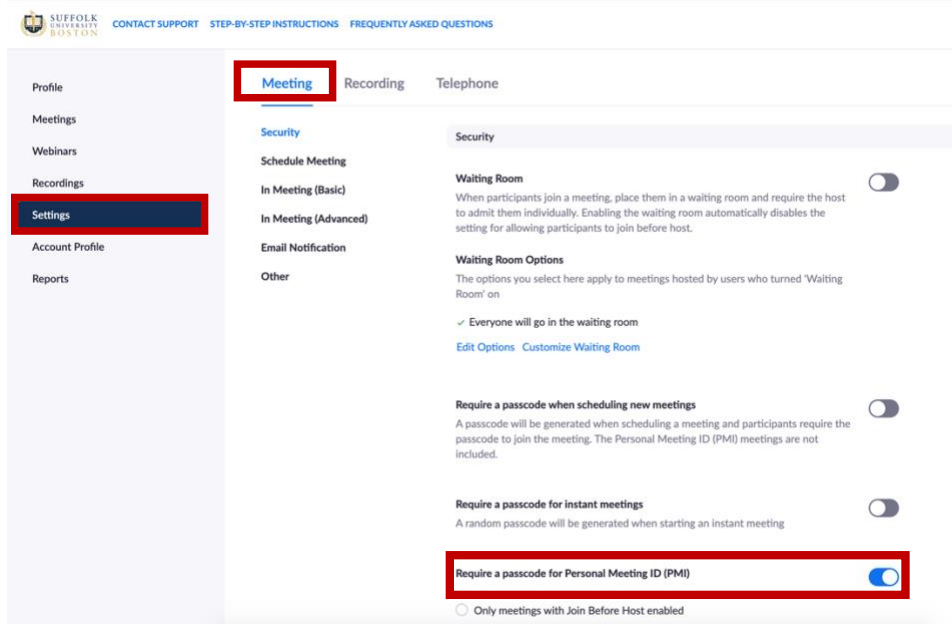 SUFFOLK
UNIVERSITY
BOSTON
CONTACT SUPPORT STEP-BY-STEP INSTRUCTIONS FREQUENTLY ASKED QUESTIONS
Profile
Meetings
Webinars
Recordings
Settings
Account Profile
Reports
Meeting Recording Telephone
Security
Schedule Meeting
In Meeting (Basic)
In Meeting (Advanced)
Email Notification
Other
Security
Waiting Room
When participants join a meeting, place them in a waiting room and require the host
to admit them individually. Enabling the waiting room automatically disables the
setting for allowing participants to join before host.
Waiting Room Options
The options you select here apply to meetings hosted by users who turned 'Waiting
Room' on
✓ Everyone will go in the waiting room
Edit Options Customize Waiting Room
Require a passcode when scheduling new meetings
A passcode will be generated when scheduling a meeting and participants require the
passcode to join the meeting. The Personal Meeting ID (PMI) meetings are not
included.
Require a passcode for instant meetings
A random passcode will be generated when starting an instant meeting
Require a passcode for Personal Meeting ID (PMI)
Only meetings with Join Before Host enabled